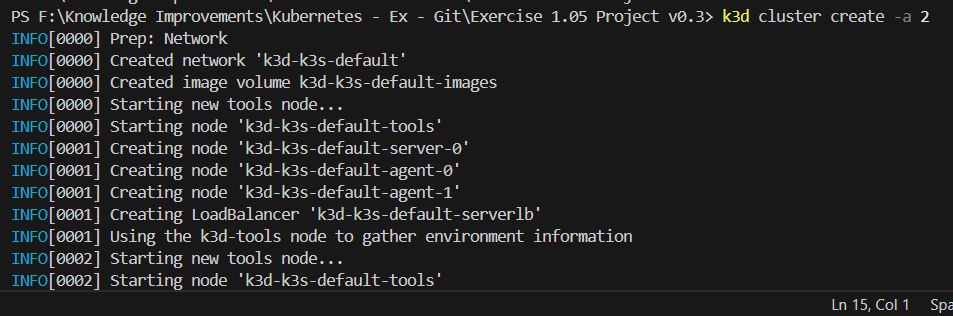 PS F:\Knowledge Improvements\Kubernetes - Ex - Git\Exercise 1.05 Project v0.3> k3d cluster create -a 2
INFO[0000] Prep: Network
INFO[0000] Created network 'k3d-k3s-default'
INFO[0000] Created image volume k3d-k3s-default-images
INFO[0000] Starting new tools node...
INFO[0000] Starting node 'k3d-k3s-default-tools'
INFO[0001] Creating node 'k3d-k3s-default-server-0'
INFO[0001] Creating node 'k3d-k3s-default-agent-0'
INFO[0001] Creating node 'k3d-k3s-default-agent-1'
INFO[0001] Creating LoadBalancer 'k3d-k3s-default-serverlb'
INFO[0001] Using the k3d-tools node to gather environment information
INFO[0002] Starting new tools node...
INFO[0002] Starting node 'k3d-k3s-default-tools'
Ln 15, Col 1 Spa